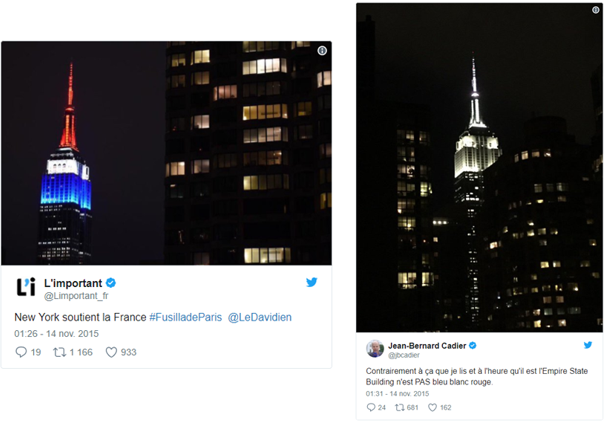 L'important
@Limportant_fr
New York soutient la France #FusilladeParis @LeDavidien
01:26 - 14 nov. 2015
19 1 166 933
Jean-Bernard Cadier
@jbcadier
Contrairement à ça que je lis et à l'heure qu'il est l'Empire State
Building n'est PAS bleu blanc rouge.
01:31 - 14 nov. 2015
24 681 162